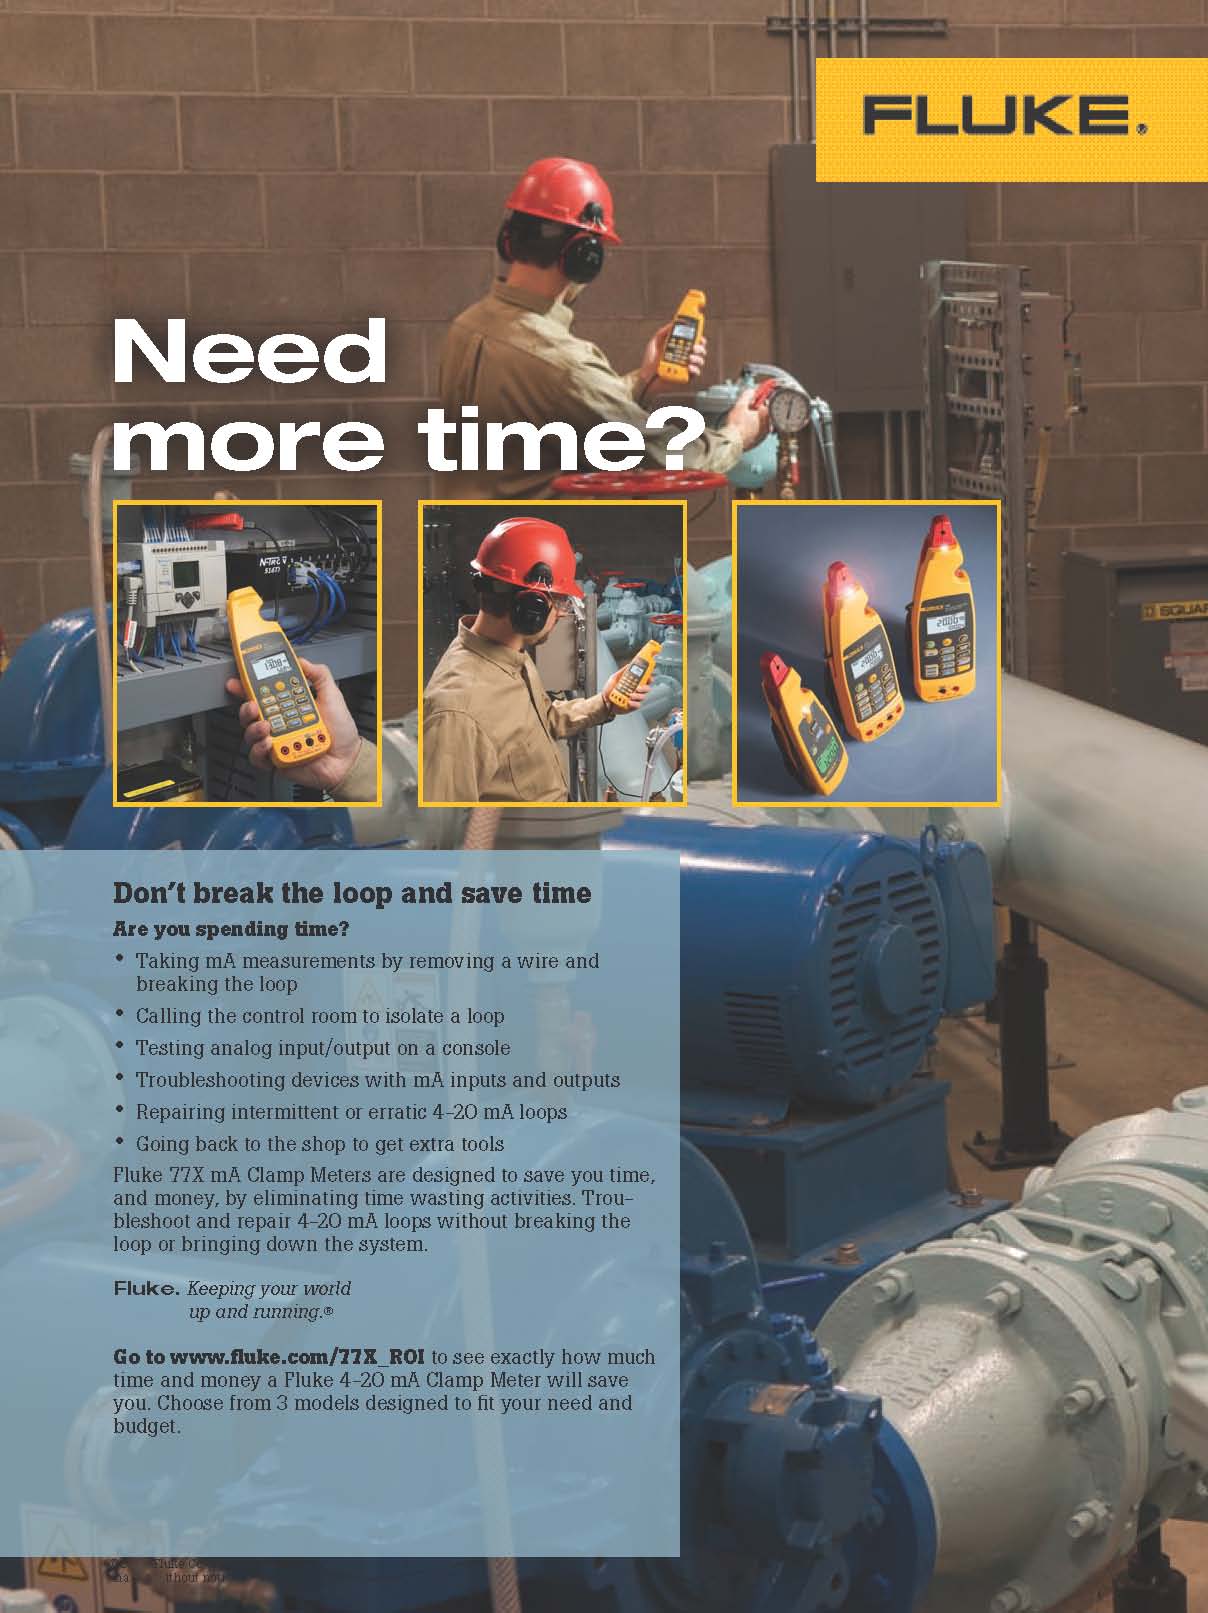 FLUKE®
Need
more time?
N-TRON
SQUAR
Don't break the loop and save time
Are you spending time?
• Taking mA measurements by removing a wire and
breaking the loop
• Calling the control room to isolate a loop
• Testing analog input/output on a console
• Troubleshooting devices with mA inputs and outputs
• Repairing intermittent or erratic 4-20 mA loops
• Going back to the shop to get extra tools
Fluke 77X mA Clamp Meters are designed to save you time,
and money, by eliminating time wasting activities. Trou-
bleshoot and repair 4-20 mA loops without breaking the
loop or bringing down the system.
Fluke. Keeping your world
up and running.®
Go to www.fluke.com/77X_ROI to see exactly how much
time and money a Fluke 4-20 mA Clamp Meter will save
you. Choose from 3 models designed to fit your need and
budget.
Fluke